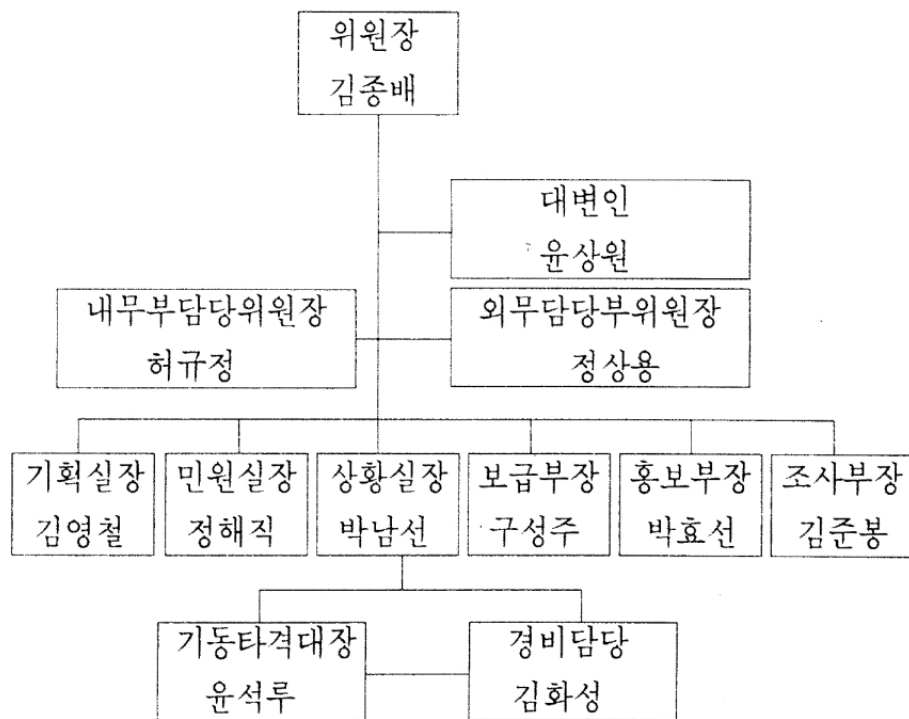 위원장
김종배
대변인
윤상원
내무부담당위원장
허규정
외무담당부위원장
정상용
기획실장
김영철
민원실장
정해직
상황실장
박남선
보급부장
구성주
홍보부장
박효선
조사부장
김준봉
기동타격대장
윤석루
경비담당
김화성